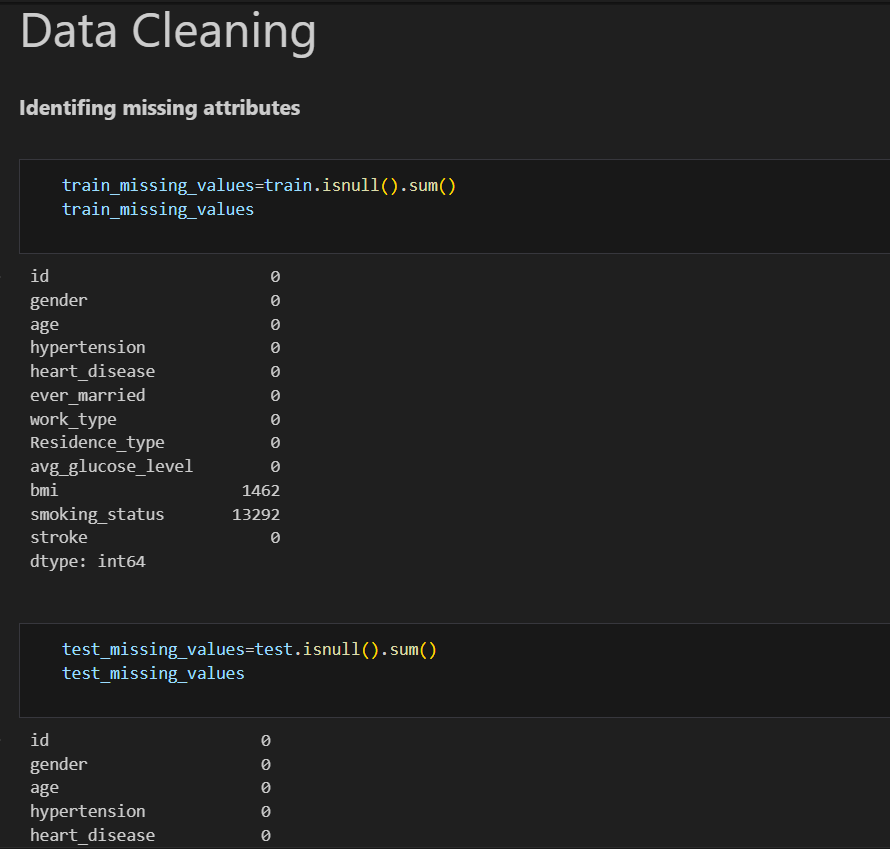 Data Cleaning
Identifing missing attributes
train_missing_values=train.isnull().sum()
train_missing_values
id 0
gender 0
age 0
hypertension 0
heart_disease 0
ever_married 0
work_type 0
Residence_type 0
avg_glucose_level 0
bmi 1462
smoking_status 13292
stroke 0
dtype: int64
test_missing_values=test.isnull().sum()
test_missing_values
id 0
gender 0
age 0
hypertension 0
heart_disease 0